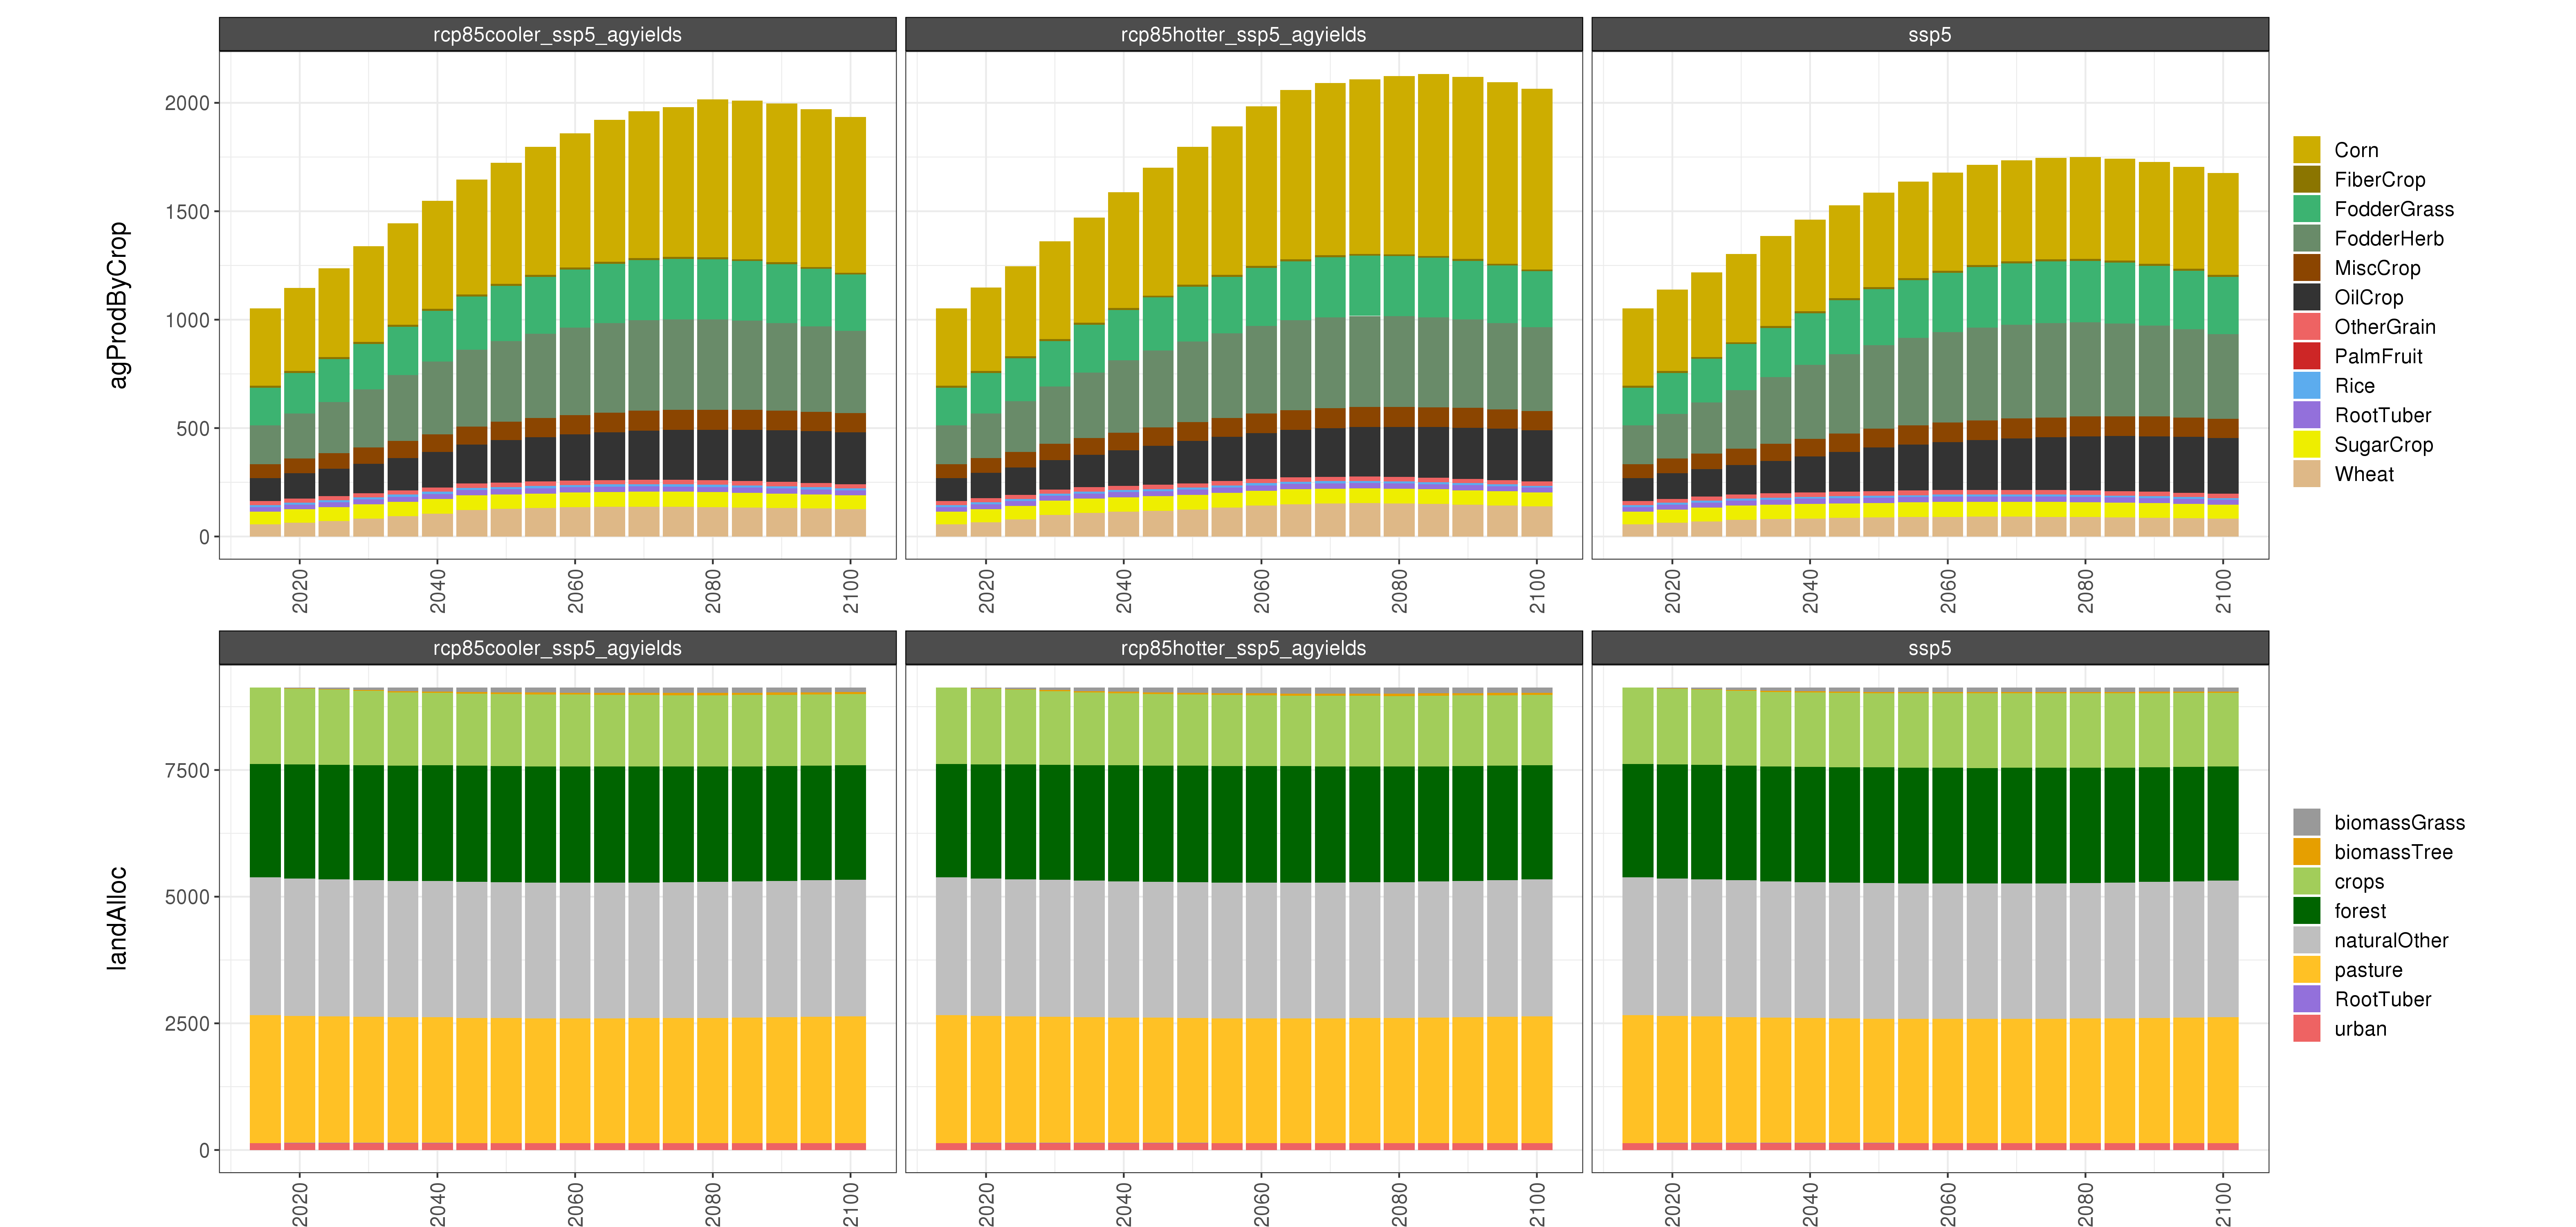 rcp85cooler_ssp5_agyields
rcp85hotter_ssp5_agyields
ssp5
agProdByCrop
2000
1500
1000
500
0
2020 2040 2060 2080 2100
2020 2040 2060 2080 2100
2020 2040 2060 2080 2100
Corn
FiberCrop
FodderGrass
FodderHerb
MiscCrop
OilCrop
OtherGrain
PalmFruit
Rice
RootTuber
SugarCrop
Wheat
rcp85cooler_ssp5_agyields
rcp85hotter_ssp5_agyields
ssp5
landAlloc
7500
5000
2500
0
2020 2040 2060 2080 2100
2020 2040 2060 2080 2100
2020 2040 2060 2080 2100
biomassGrass
biomassTree
crops
forest
naturalOther
pasture
RootTuber
urban